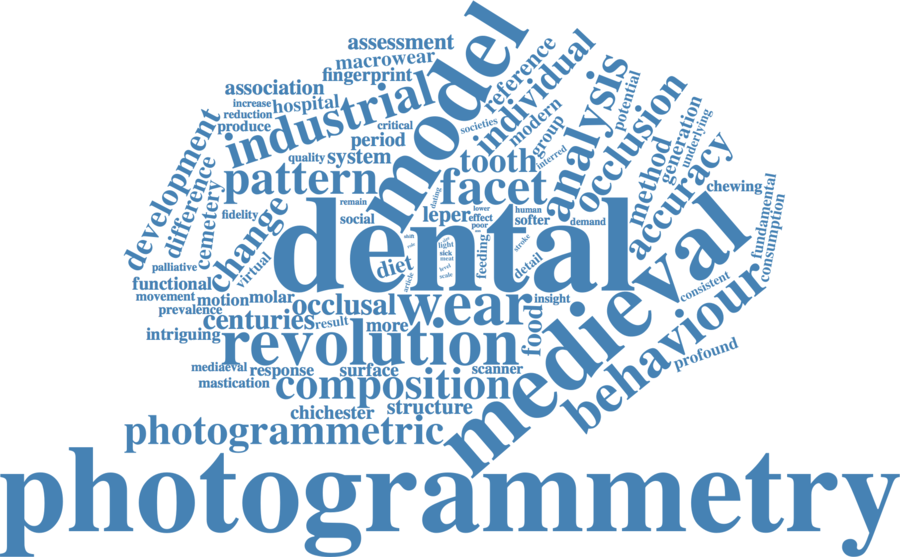 model
assessment
macrowear
fingerprint
reference
individual
association
increase
hospital
reduction
produce
industrial
critical
period
societies
modern
group
inferred
analysis
potential
occlusion
method
generation
underlying
accuracy
development
difference
cemetery
quality
system
pattern
tooth
facet
remain
dating
lower
human
chewing
fundamental
consumption
fidelity
change
virtual
social
leper
effect
poor
softer
demand
dental
palliative
functional
diet
shift
light
sick
meat
level
scale
article
feeding
stroke
detail
medieval
movement
motion
molar
prevalence
occlusal
wear
insight
consistent
centuries
result
more
food
behaviour
intriguing
revolution
profound
mediaeval
response
surface
scanner
mastication
composition
chichester
structure
photogrammetric
photogrammetry